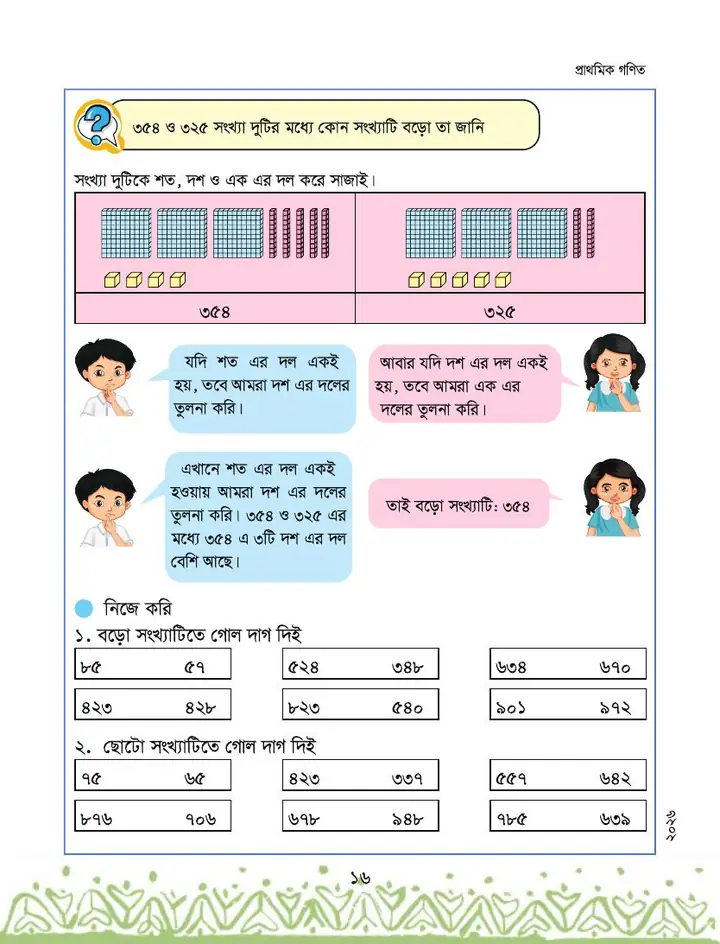 প্রাথমিক গণিত
৩৫৪ ও ৩২৫ সংখ্যা দুটির মধ্যে কোন সংখ্যাটি বড়ো তা জানি
সংখ্যা দুটিকে শত, দশ ও এক এর দল করে সাজাই।
৩৫৪ ৩২৫
যদি শত এর দল একই
হয়, তবে আমরা দশ এর দলের
তুলনা করি।
আবার যদি দশ এর দল একই
হয়, তবে আমরা এক এর
দলের তুলনা করি।
এখানে শত এর দল একই
হওয়ায় আমরা দশ এর দলের
তুলনা করি। ৩৫৪ ও ৩২৫ এর
মধ্যে ৩৫৪ এ ৩টি দশ এর দল
বেশি আছে।
তাই বড়ো সংখ্যাটি: ৩৫৪
নিজে করি
১. বড়ো সংখ্যাটিতে গোল দাগ দিই
৮৫ ৫৭ ৫২৪ ৩৪৮ ৬৩৪ ৬৭০
৪২৩ ৪২৮ ৮২৩ ৫৪০ ৯০১ ৯৭২
২. ছোটো সংখ্যাটিতে গোল দাগ দিই
৭৫ ৬৫ ৪২৩ ৩৩৭ ৫৫৭ ৬৪২
৮৭৬ ৭০৬ ৬৭৮ ৯৪৮ ৭৮৫ ৬৩৯
২০২৬
১৬